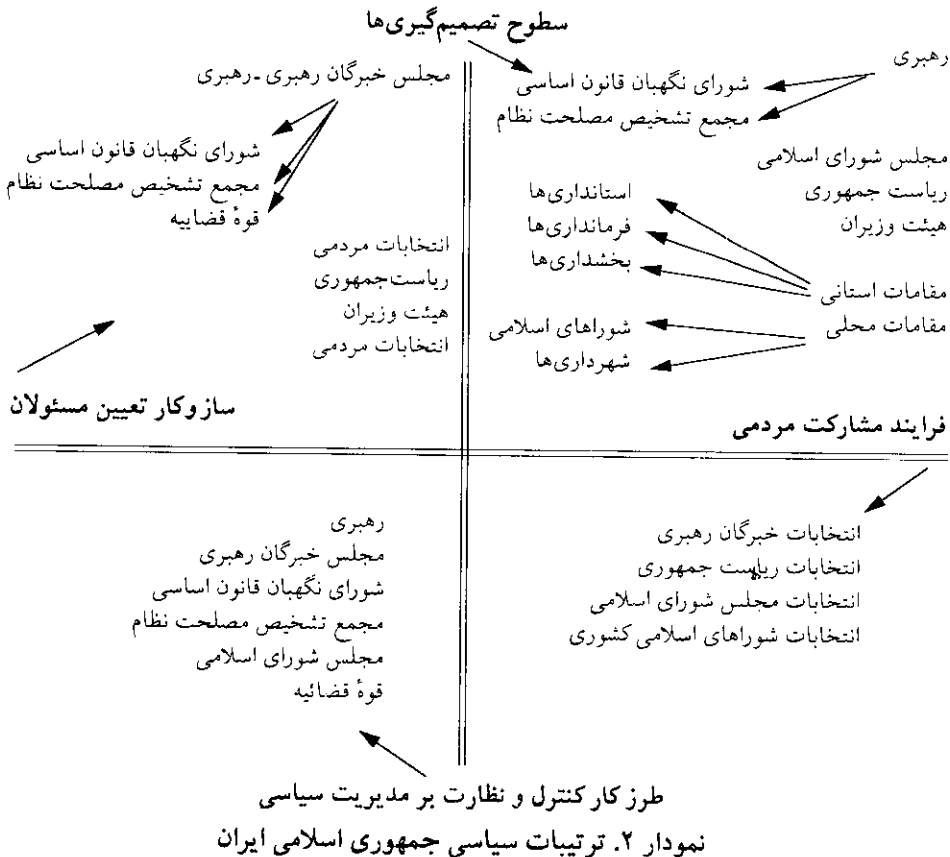 سطوح تصمیم‌گیری‌ها
رهبری
شورای نگهبان قانون اساسی
مجمع تشخیص مصلحت نظام
مجلس شورای اسلامی
ریاست جمهوری
هیئت وزیران
استانداری‌ها
فرمانداری‌ها
بخشداری‌ها
مقامات استانی
مقامات محلی
شوراهای اسلامی
شهرداری‌ها
مجلس خبرگان رهبری ـ رهبری
شورای نگهبان قانون اساسی
مجمع تشخیص مصلحت نظام
قوهٔ قضاییه
انتخابات مردمی
ریاست‌جمهوری
هیئت وزیران
انتخابات مردمی
سازوکار تعیین مسئولان
فرایند مشارکت مردمی
انتخابات خبرگان رهبری
انتخابات ریاست جمهوری
انتخابات مجلس شورای اسلامی
انتخابات شوراهای اسلامی کشوری
رهبری
مجلس خبرگان رهبری
شورای نگهبان قانون اساسی
مجمع تشخیص مصلحت نظام
مجلس شورای اسلامی
قوهٔ قضائیه
طرز کار کنترل و نظارت بر مدیریت سیاسی
نمودار ۲. ترتیبات سیاسی جمهوری اسلامی ایران